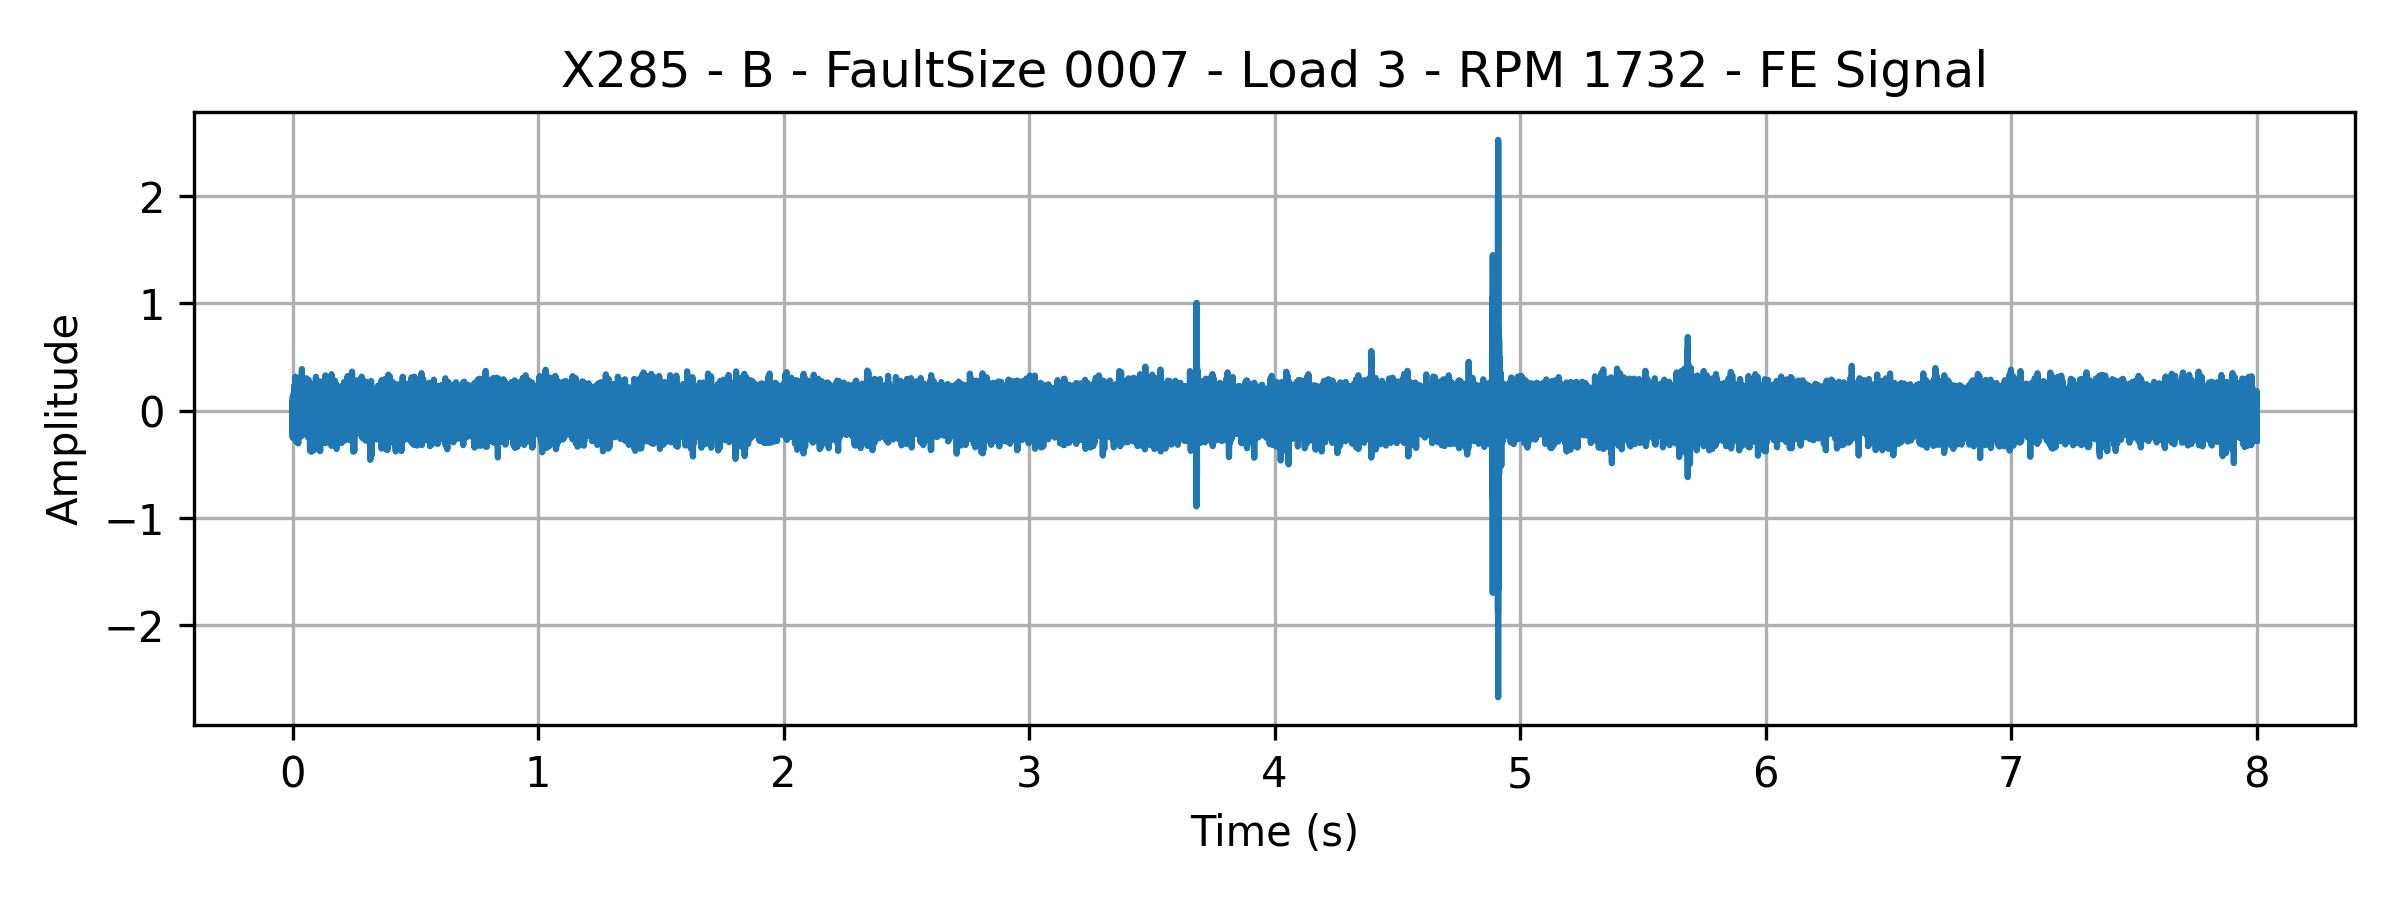 X285 - B - FaultSize 0007 - Load 3 - RPM 1732 - FE Signal
Amplitude
2
1
0
−1
−2
0 1 2 3 4 5 6 7 8
Time (s)